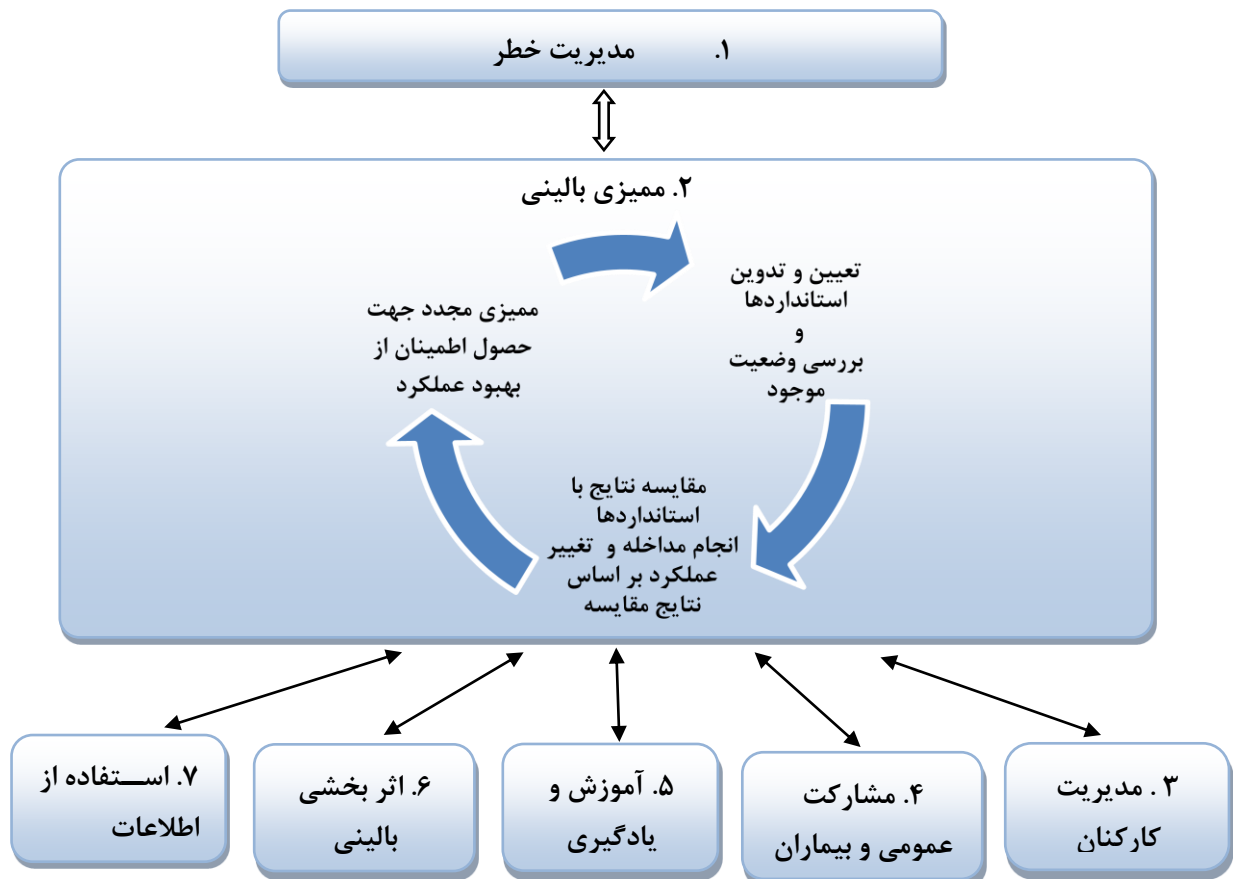 ۱. مدیریت خطر
۲. ممیزی بالینی
تعیین و تدوین
استانداردها
و
بررسی وضعیت
موجود
مقایسه نتایج با
استانداردها
انجام مداخله و تغییر
عملکرد بر اساس
نتایج مقایسه
ممیزی مجدد جهت
حصول اطمینان از
بهبود عملکرد
۳ . مدیریت
کارکنان
۴. مشارکت
عمومی و بیماران
۵. آموزش و
یادگیری
۶. اثر بخشی
بالینی
۷. اســتفاده از
اطلاعات